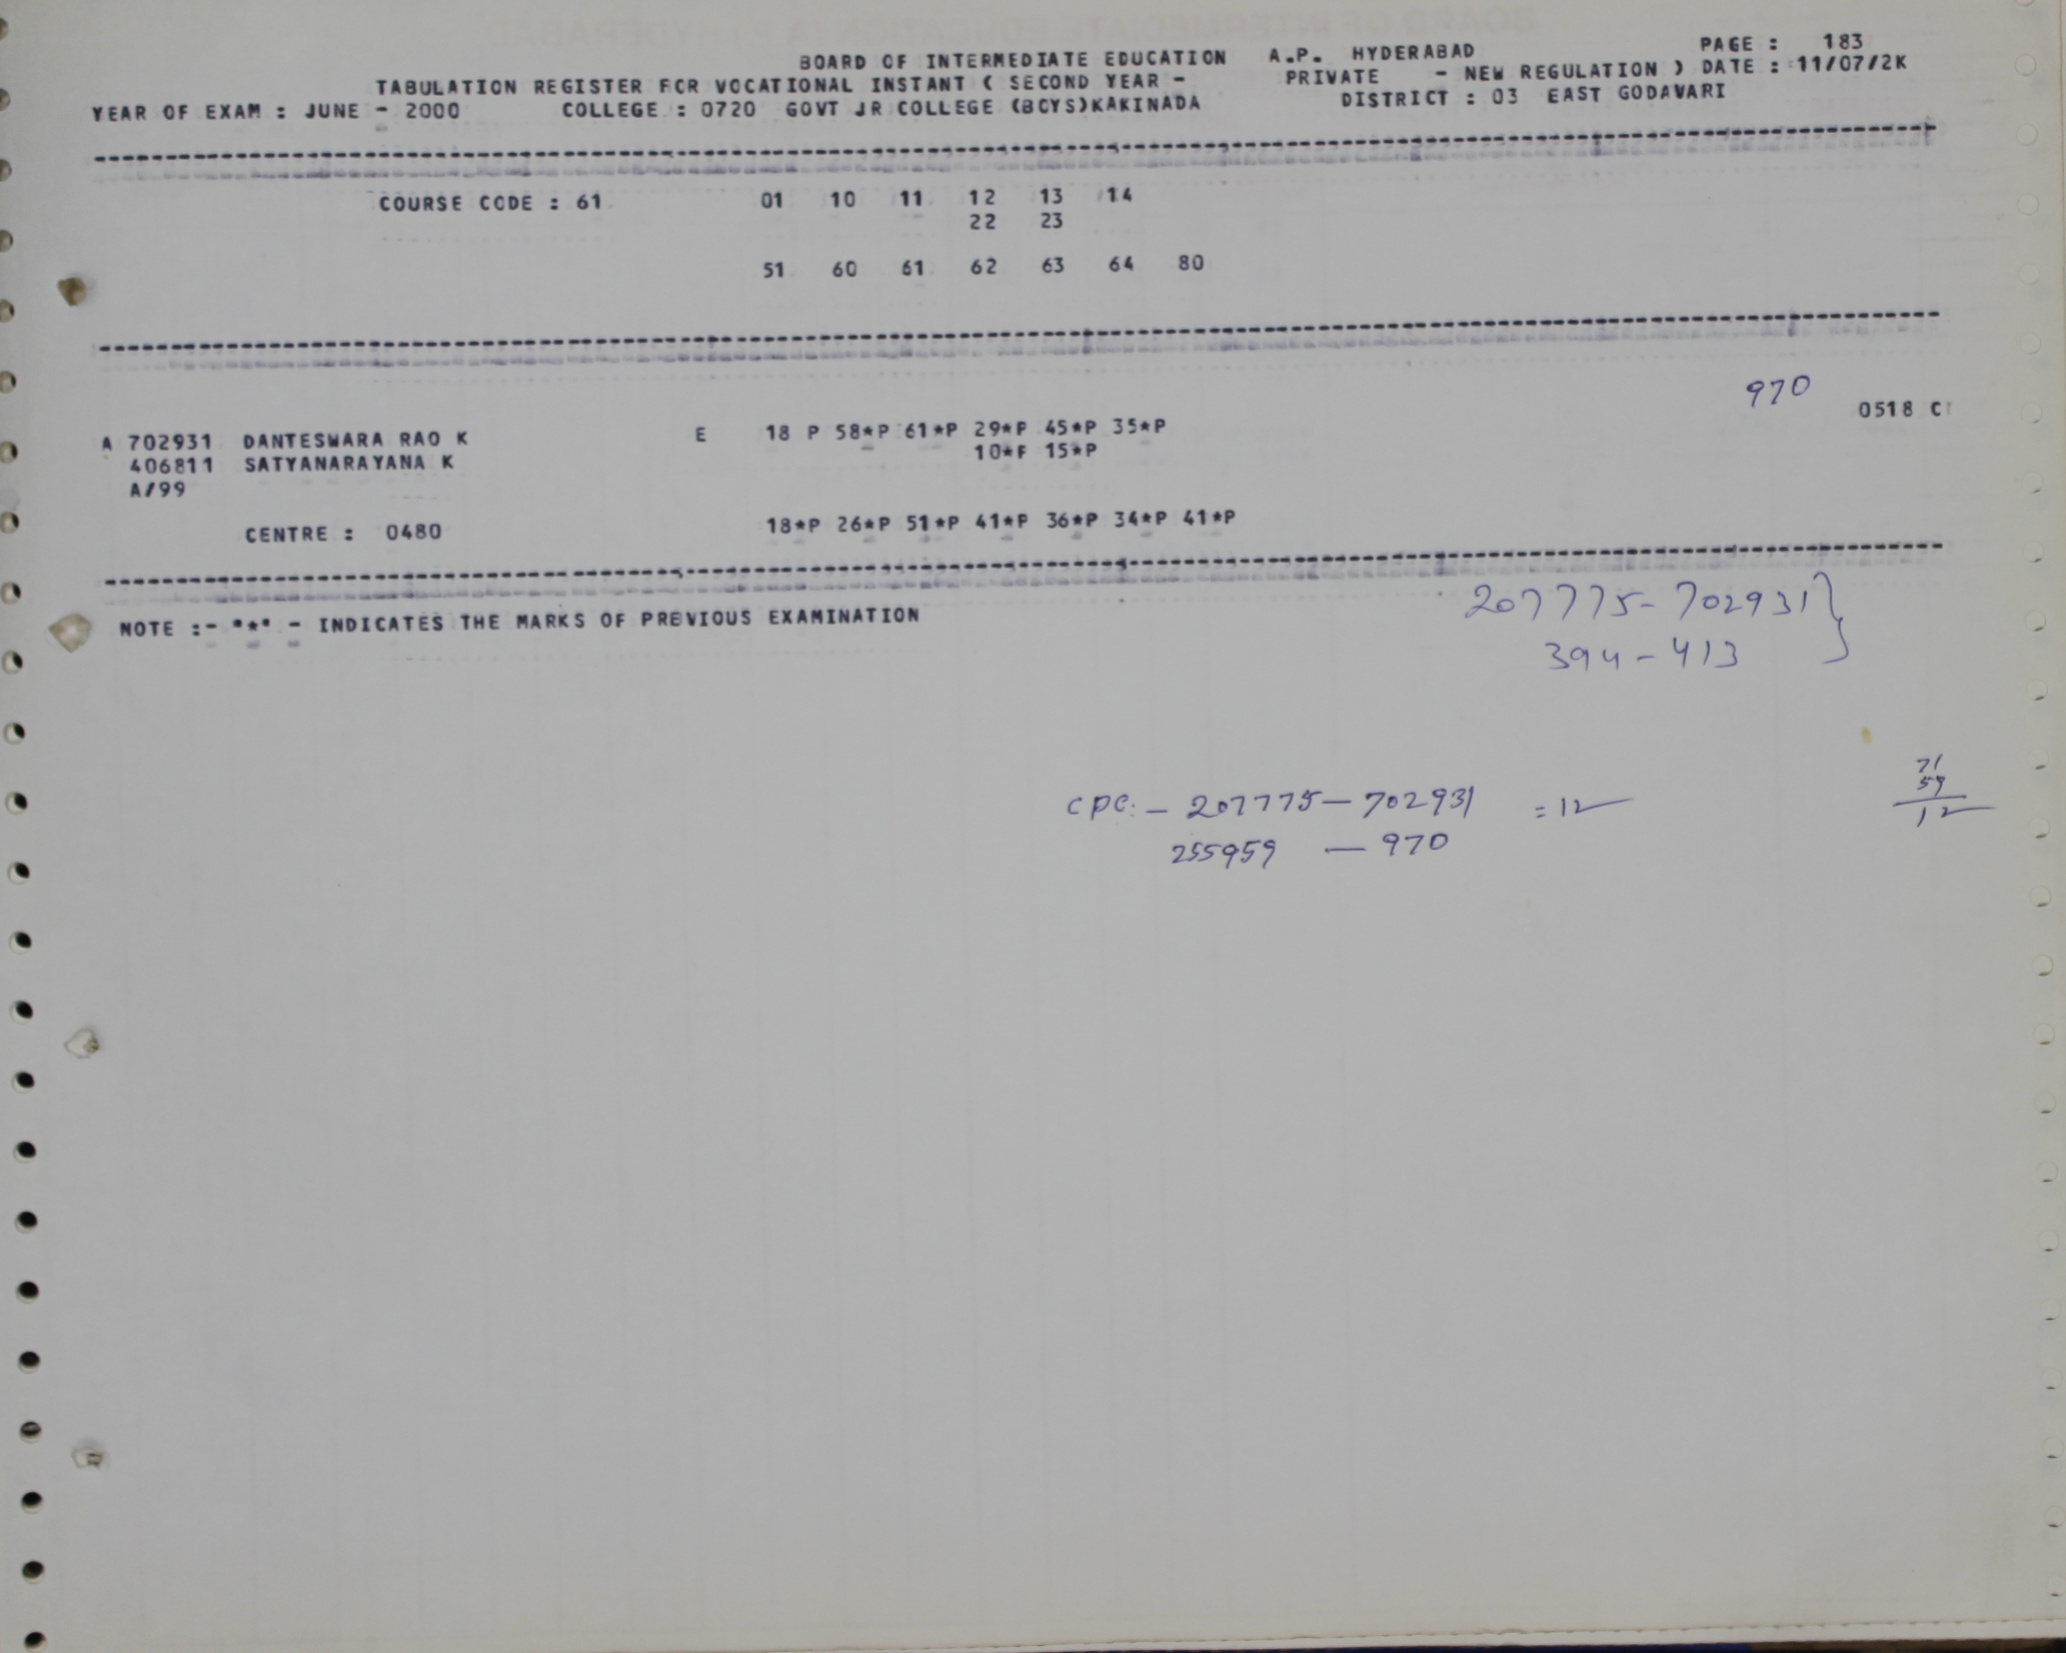 BOARD OF INTERMEDIATE EDUCATION A.P. HYDERABAD PAGE : 183
TABULATION REGISTER FOR VOCATIONAL INSTANT ( SECOND YEAR - PRIVATE - NEW REGULATION ) DATE : 11/07/2K
YEAR OF EXAM : JUNE - 2000 COLLEGE : 0720 GOVT JR COLLEGE (BOYS)KAKINADA DISTRICT : 03 EAST GODAVARI
COURSE CODE : 61 01 10 11 12 13 14
22 23
51 60 61 62 63 64 80
970
A 702931 DANTESWARA RAO K E 18 P 58*P 61*P 29*P 45*P 35*P 0518 C
406811 SATYANARAYANA K 10*F 15*P
A/99
CENTRE : 0480 18*P 26*P 51*P 41*P 36*P 34*P 41*P
NOTE :- "*" - INDICATES THE MARKS OF PREVIOUS EXAMINATION
207775-702931}
394-413
71
59
12
CPC:- 207775-702931 =12
255959 - 970